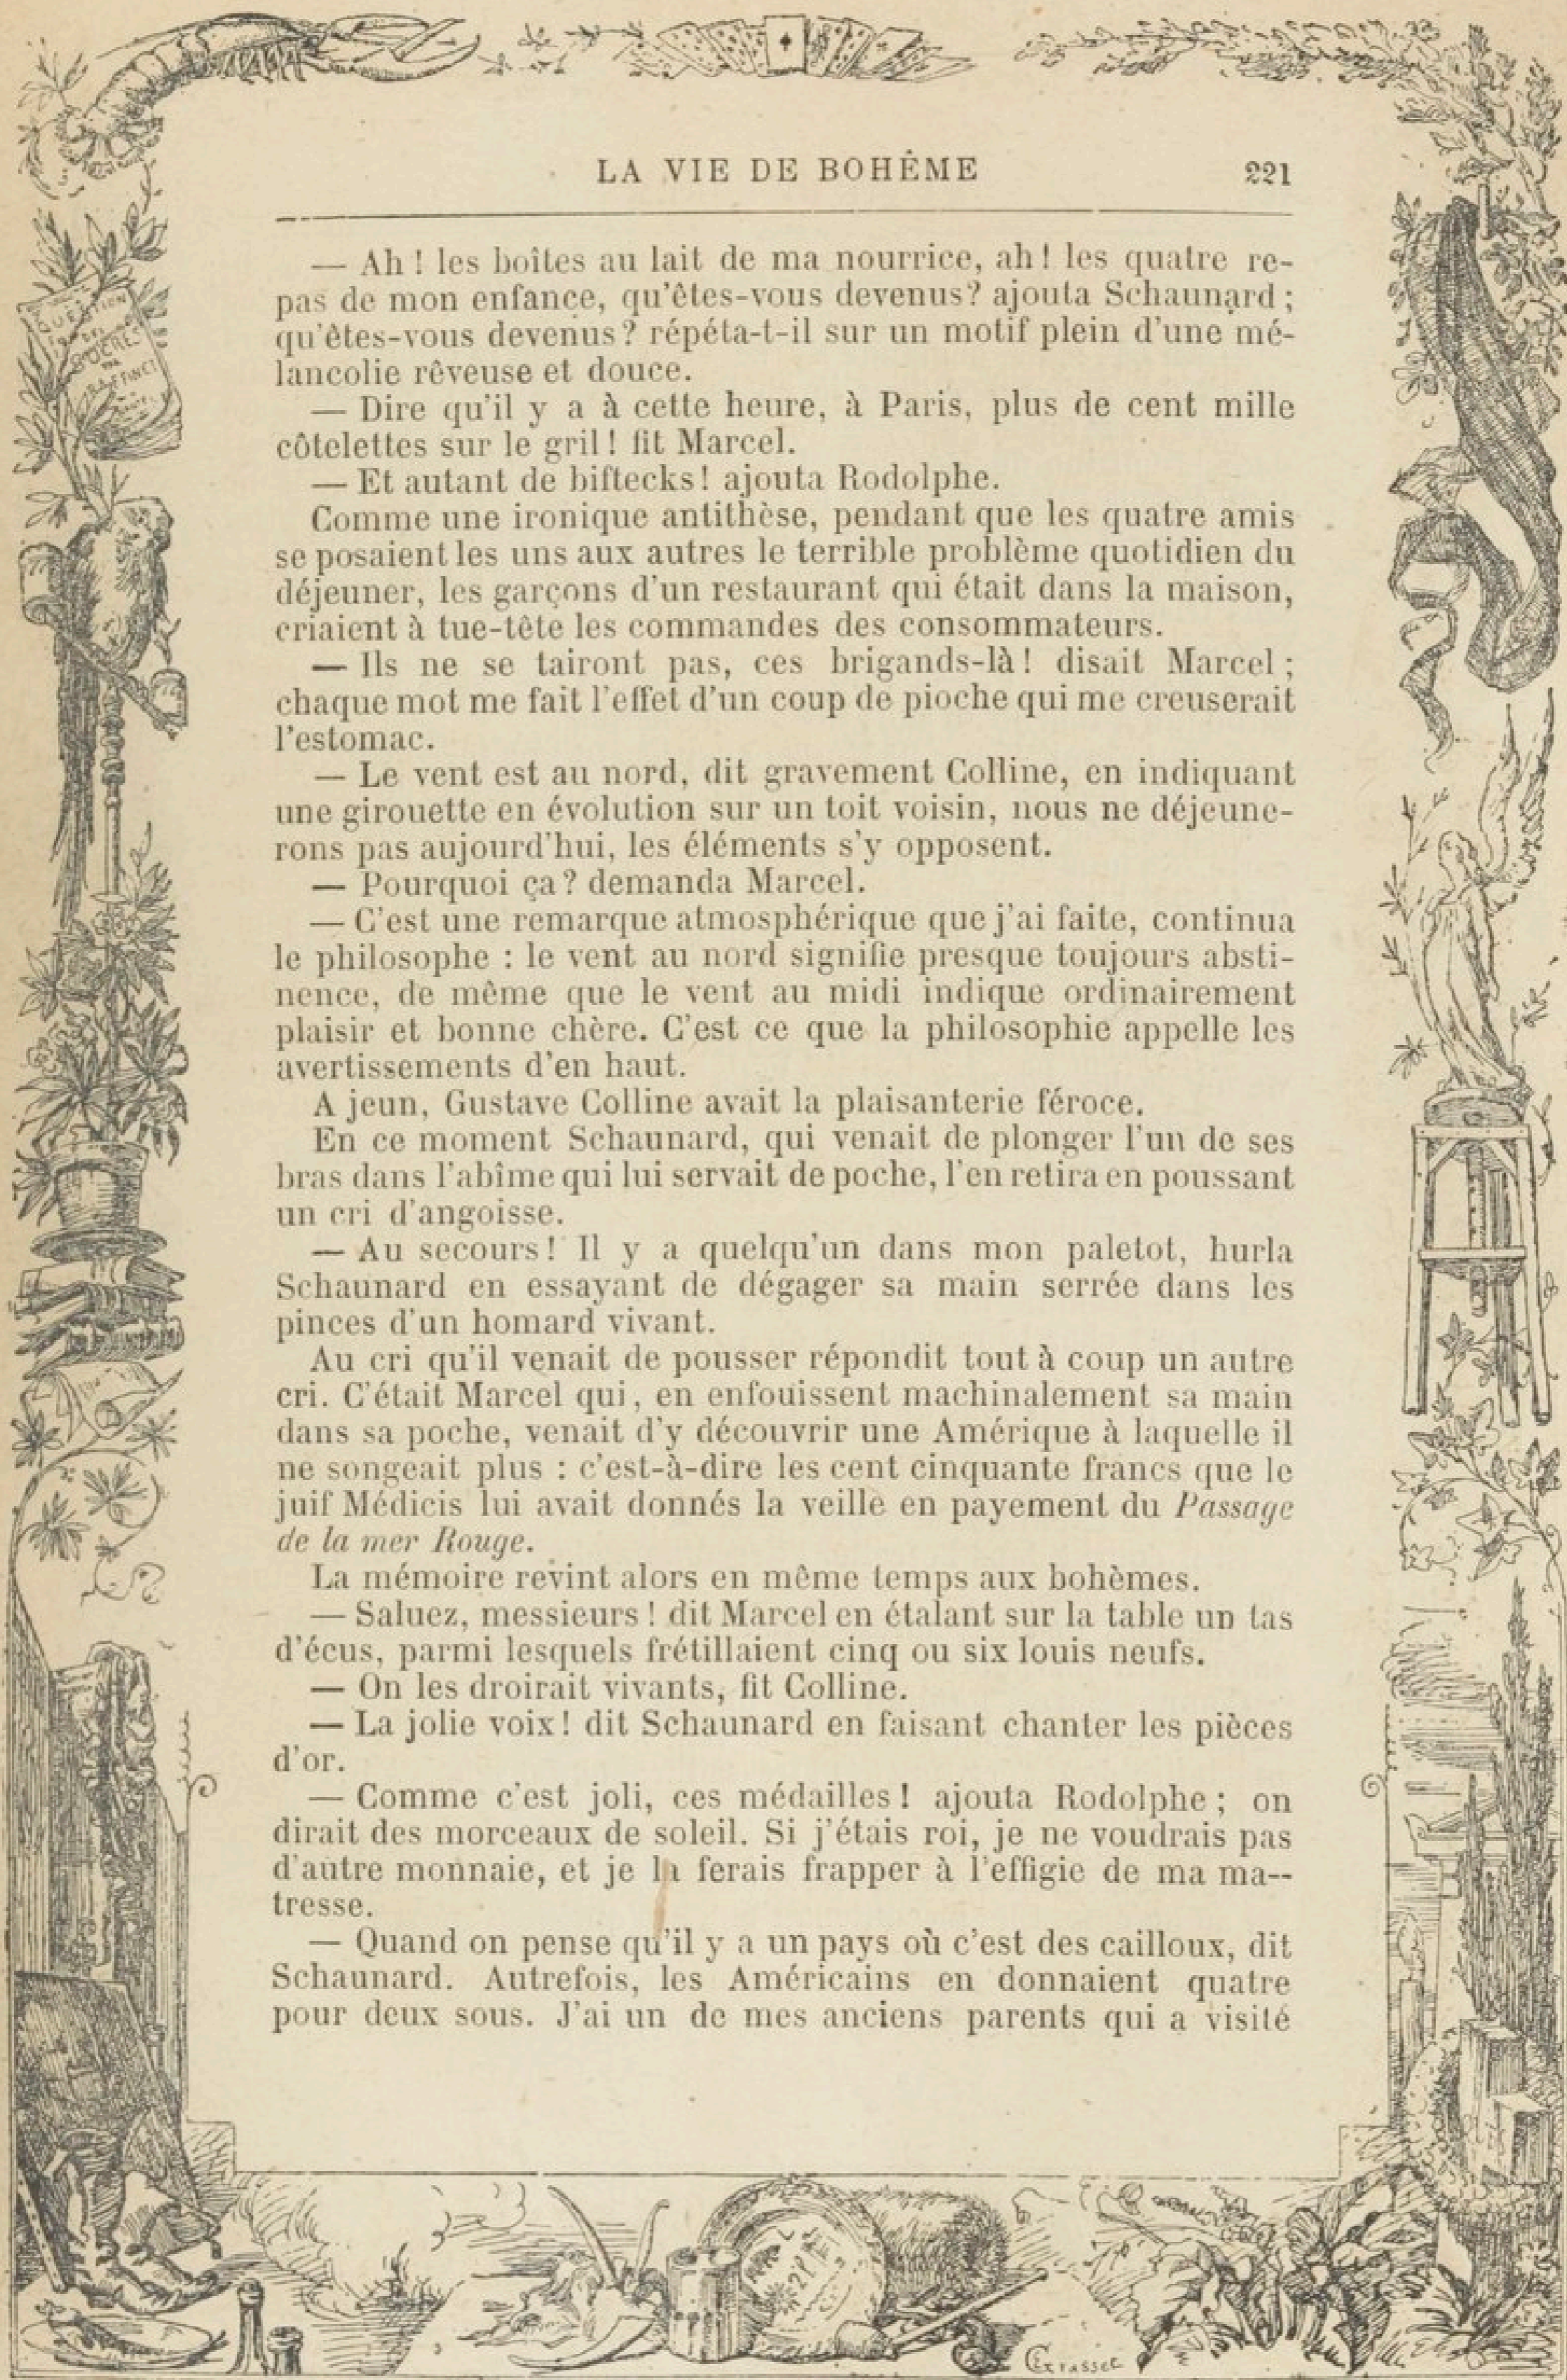 LA VIE DE BOHÊME 221
— Ah ! les boîtes au lait de ma nourrice, ah ! les quatre re-
pas de mon enfance, qu'êtes-vous devenus? ajouta Schaunard ;
qu'êtes-vous devenus? répéta-t-il sur un motif plein d'une mé-
lancolie rêveuse et douce.
— Dire qu'il y a à cette heure, à Paris, plus de cent mille
côtelettes sur le gril ! fit Marcel.
— Et autant de biftecks! ajouta Rodolphe.
Comme une ironique antithèse, pendant que les quatre amis
se posaient les uns aux autres le terrible problème quotidien du
déjeuner, les garçons d'un restaurant qui était dans la maison,
criaient à tue-tête les commandes des consommateurs.
— Ils ne se tairont pas, ces brigands-là! disait Marcel ;
chaque mot me fait l'effet d'un coup de pioche qui me creuserait
l'estomac.
— Le vent est au nord, dit gravement Colline, en indiquant
une girouette en évolution sur un toit voisin, nous ne déjeune-
rons pas aujourd'hui, les éléments s'y opposent.
— Pourquoi ça? demanda Marcel.
— C'est une remarque atmosphérique que j'ai faite, continua
le philosophe : le vent au nord signifie presque toujours absti-
nence, de même que le vent au midi indique ordinairement
plaisir et bonne chère. C'est ce que la philosophie appelle les
avertissements d'en haut.
A jeun, Gustave Colline avait la plaisanterie féroce.
En ce moment Schaunard, qui venait de plonger l'un de ses
bras dans l'abîme qui lui servait de poche, l'en retira en poussant
un cri d'angoisse.
— Au secours! Il y a quelqu'un dans mon paletot, hurla
Schaunard en essayant de dégager sa main serrée dans les
pinces d'un homard vivant.
Au cri qu'il venait de pousser répondit tout à coup un autre
cri. C'était Marcel qui, en enfouissent machinalement sa main
dans sa poche, venait d'y découvrir une Amérique à laquelle il
ne songeait plus : c'est-à-dire les cent cinquante francs que le
juif Médicis lui avait donnés la veille en payement du Passage
de la mer Rouge.
La mémoire revint alors en même temps aux bohèmes.
— Saluez, messieurs ! dit Marcel en étalant sur la table un tas
d'écus, parmi lesquels frétillaient cinq ou six louis neufs.
— On les droirait vivants, fit Colline.
— La jolie voix! dit Schaunard en faisant chanter les pièces
d'or.
— Comme c'est joli, ces médailles ! ajouta Rodolphe ; on
dirait des morceaux de soleil. Si j'étais roi, je ne voudrais pas
d'autre monnaie, et je la ferais frapper à l'effigie de ma ma--
tresse.
— Quand on pense qu'il y a un pays où c'est des cailloux, dit
Schaunard. Autrefois, les Américains en donnaient quatre
pour deux sous. J'ai un de mes anciens parents qui a visité
QUESTION
SUCRES
RAFFINE
Grasset